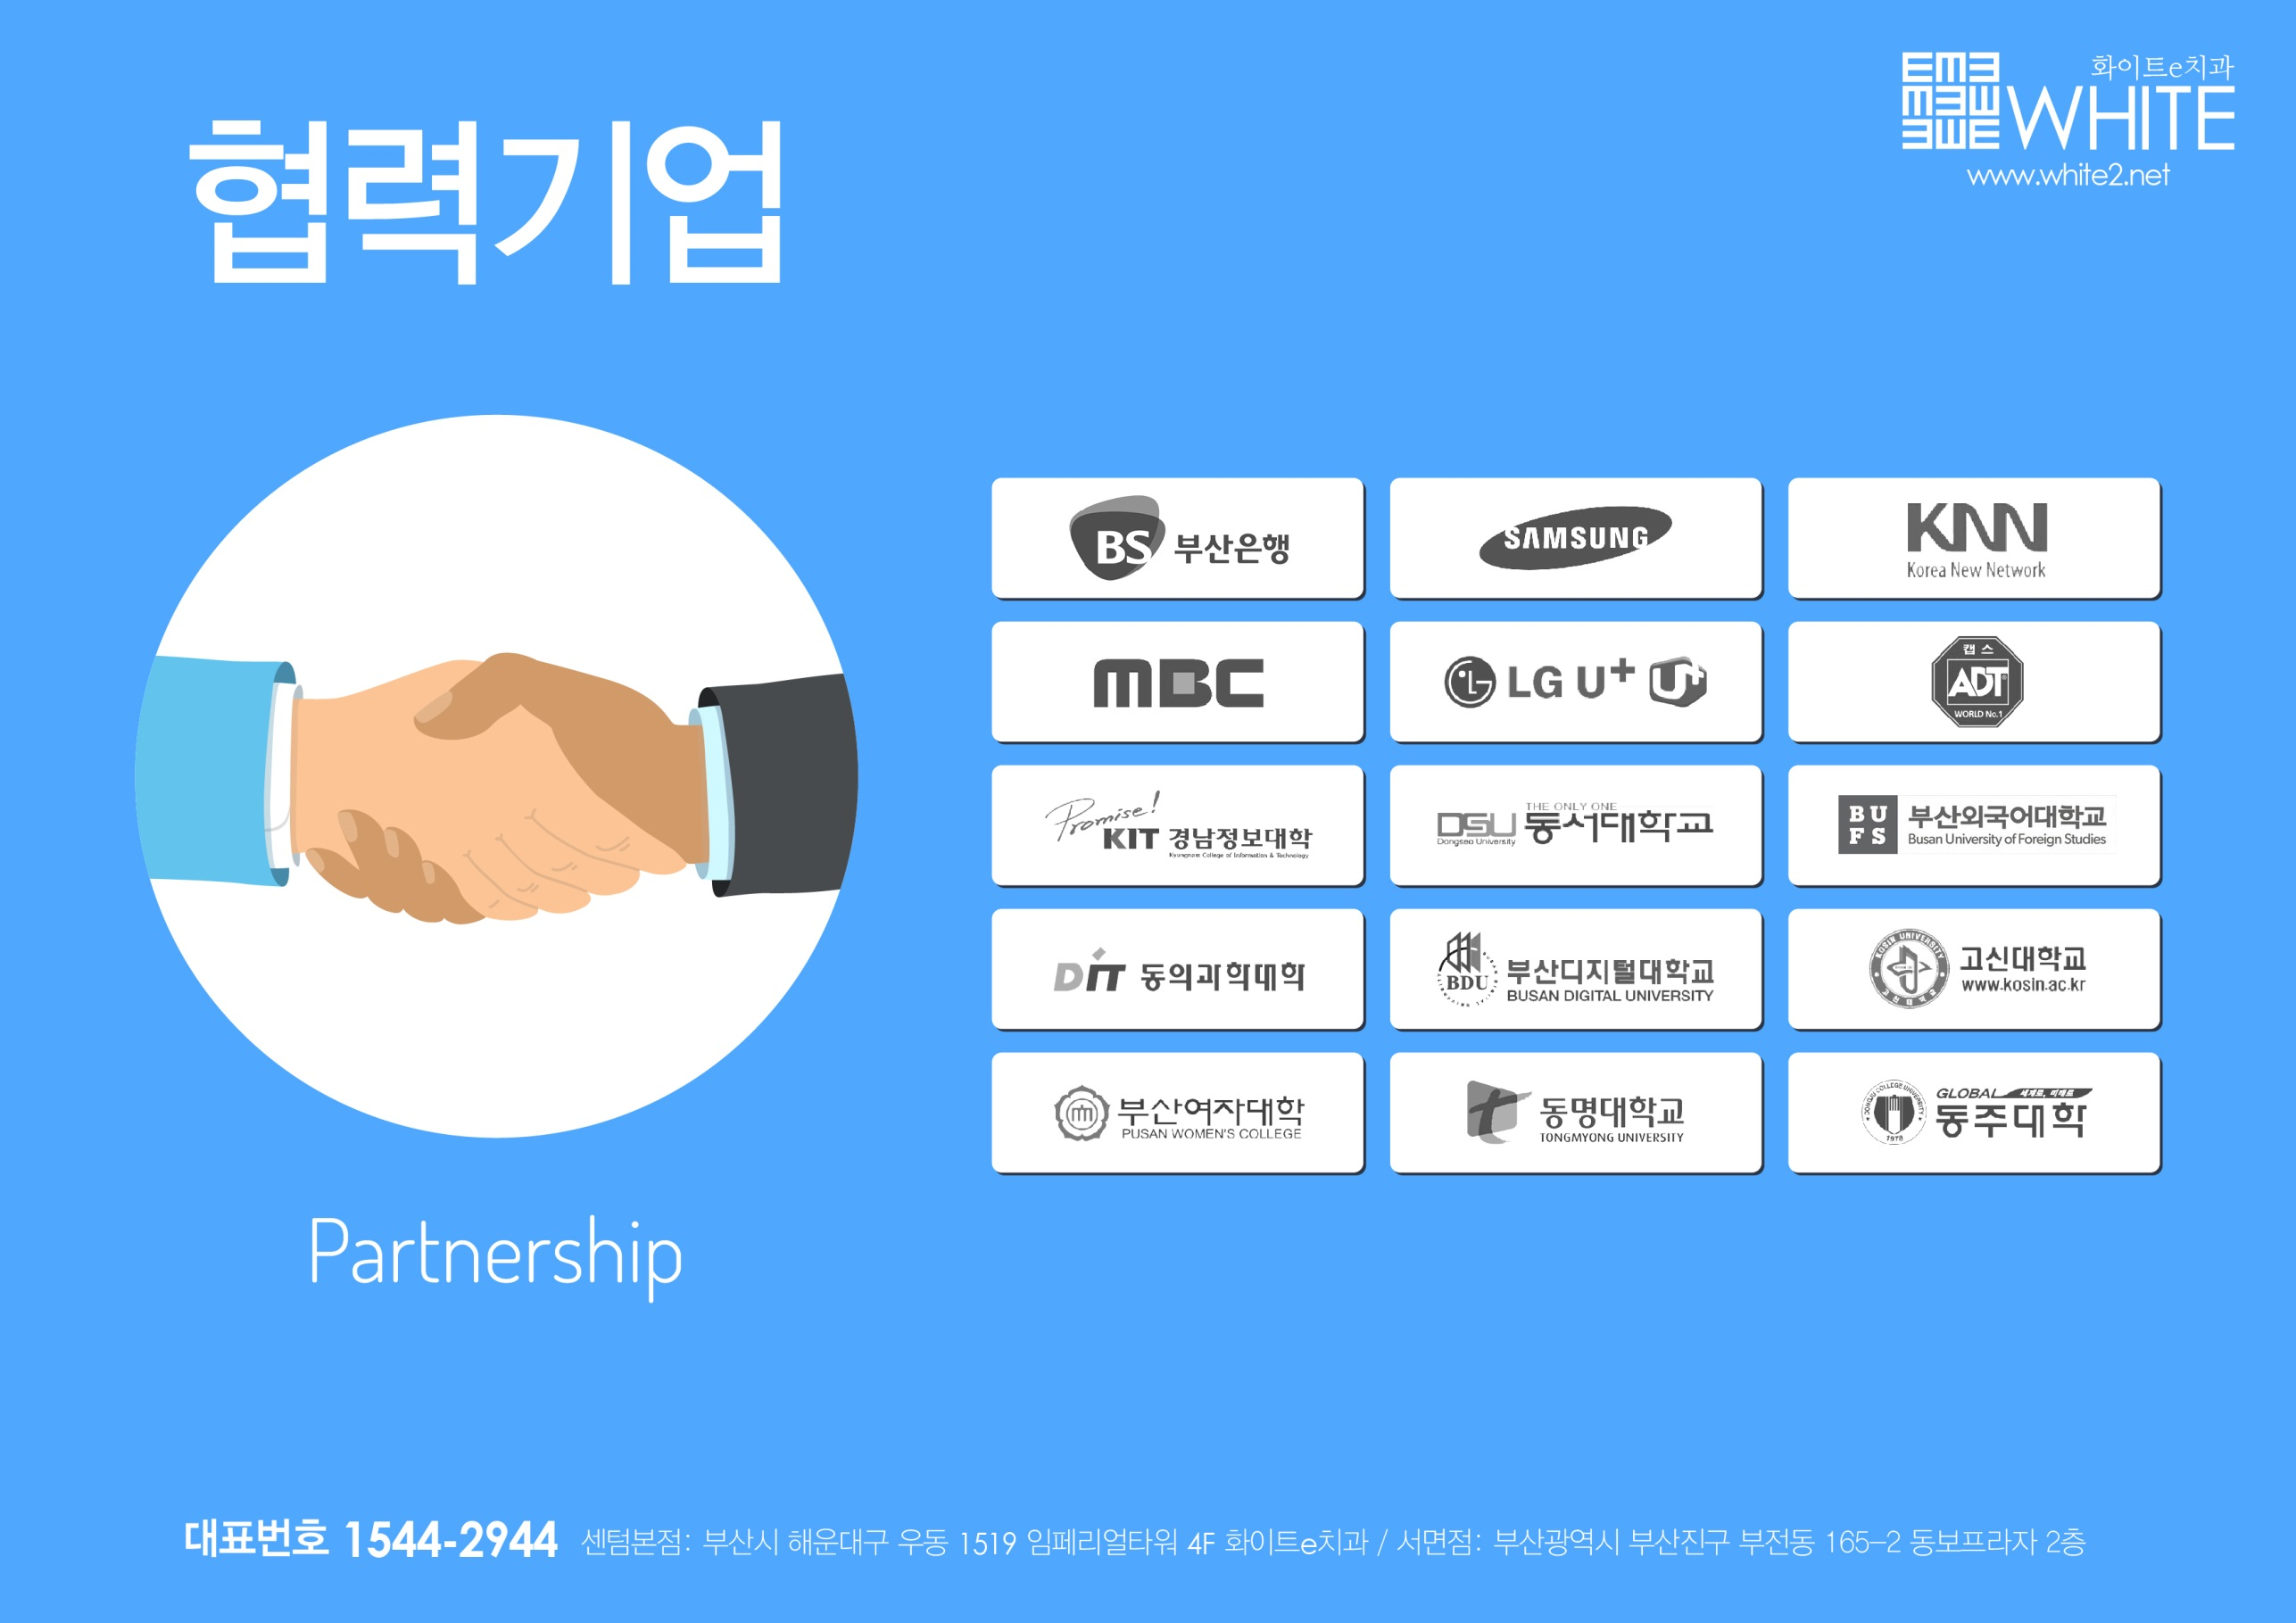 화이트e치과
WHITE
www.white2.net
협력기업
BS 부산은행
SAMSUNG
KNN
Korea New Network
MBC
LG U+ U+
캡스
ADT
WORLD No.1
Promise!
KIT 경남정보대학
Kyungnam College of Information & Technology
THE ONLY ONE
DSU 동서대학교
Dongseo University
BU
FS
부산외국어대학교
Busan University of Foreign Studies
DIT 동의과학대학
BDU 부산디지털대학교
BUSAN DIGITAL UNIVERSITY
KOSIN UNIVERSITY
고신대학교
www.kosin.ac.kr
부산여자대학
PUSAN WOMEN'S COLLEGE
동명대학교
TONGMYONG UNIVERSITY
1978
GLOBAL
동주대학
Partnership
대표번호 1544-2944 센텀본점: 부산시 해운대구 우동 1519 임페리얼타워 4F 화이트e치과 / 서면점: 부산광역시 부산진구 부전동 165-2 동보프라자 2층